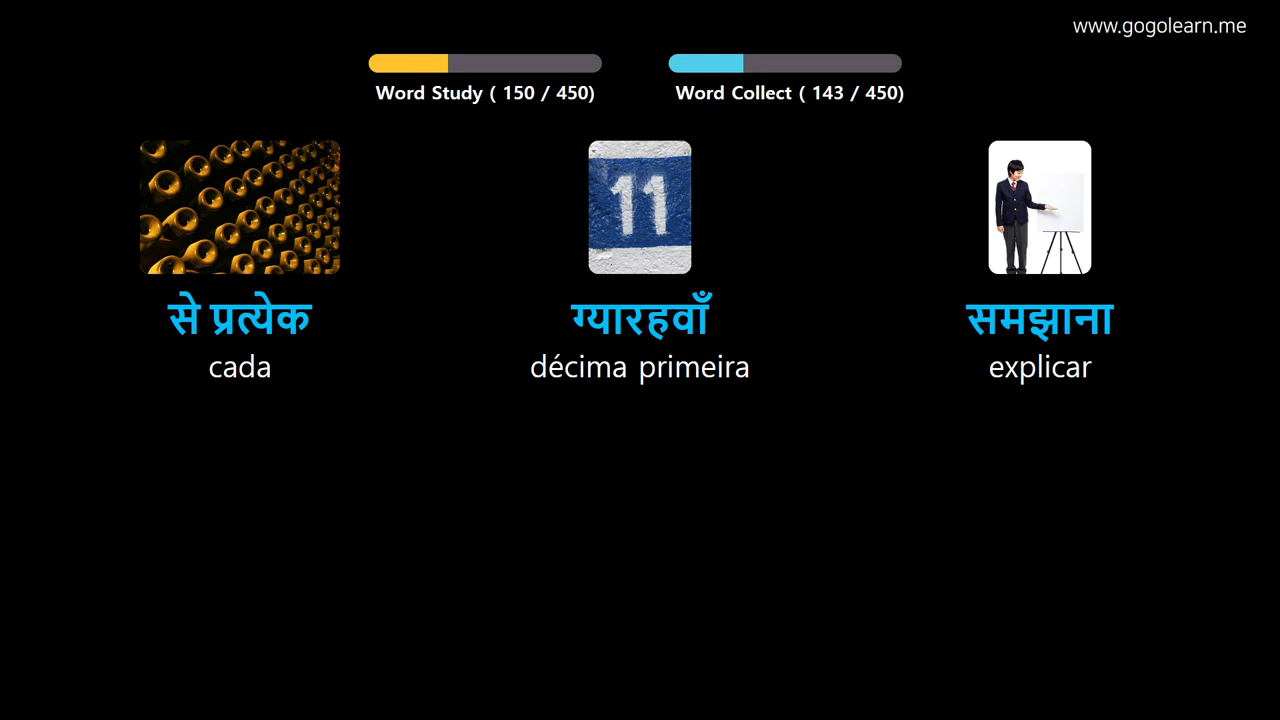 www.gogolearn.me
Word Study ( 150 / 450)
Word Collect ( 143 / 450)
11
से प्रत्येक
ग्यारहवाँ
समझाना
cada
décima primeira
explicar